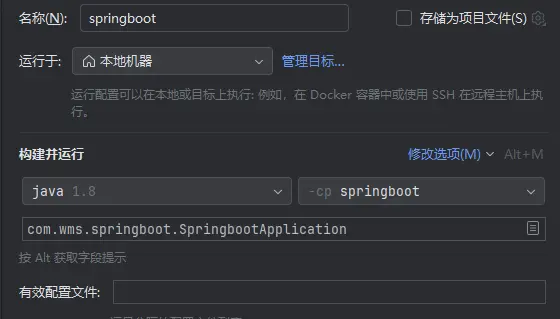 名称(N): springboot 存储为项目文件(S)
运行于: 本地机器 管理目标...
运行配置可以在本地或目标上执行: 例如，在 Docker 容器中或使用 SSH 在远程主机上执
行。
构建并运行 修改选项(M) Alt+M
java 1.8 -cp springboot
com.wms.springboot.SpringbootApplication
按 Alt 获取字段提示
有效配置文件: